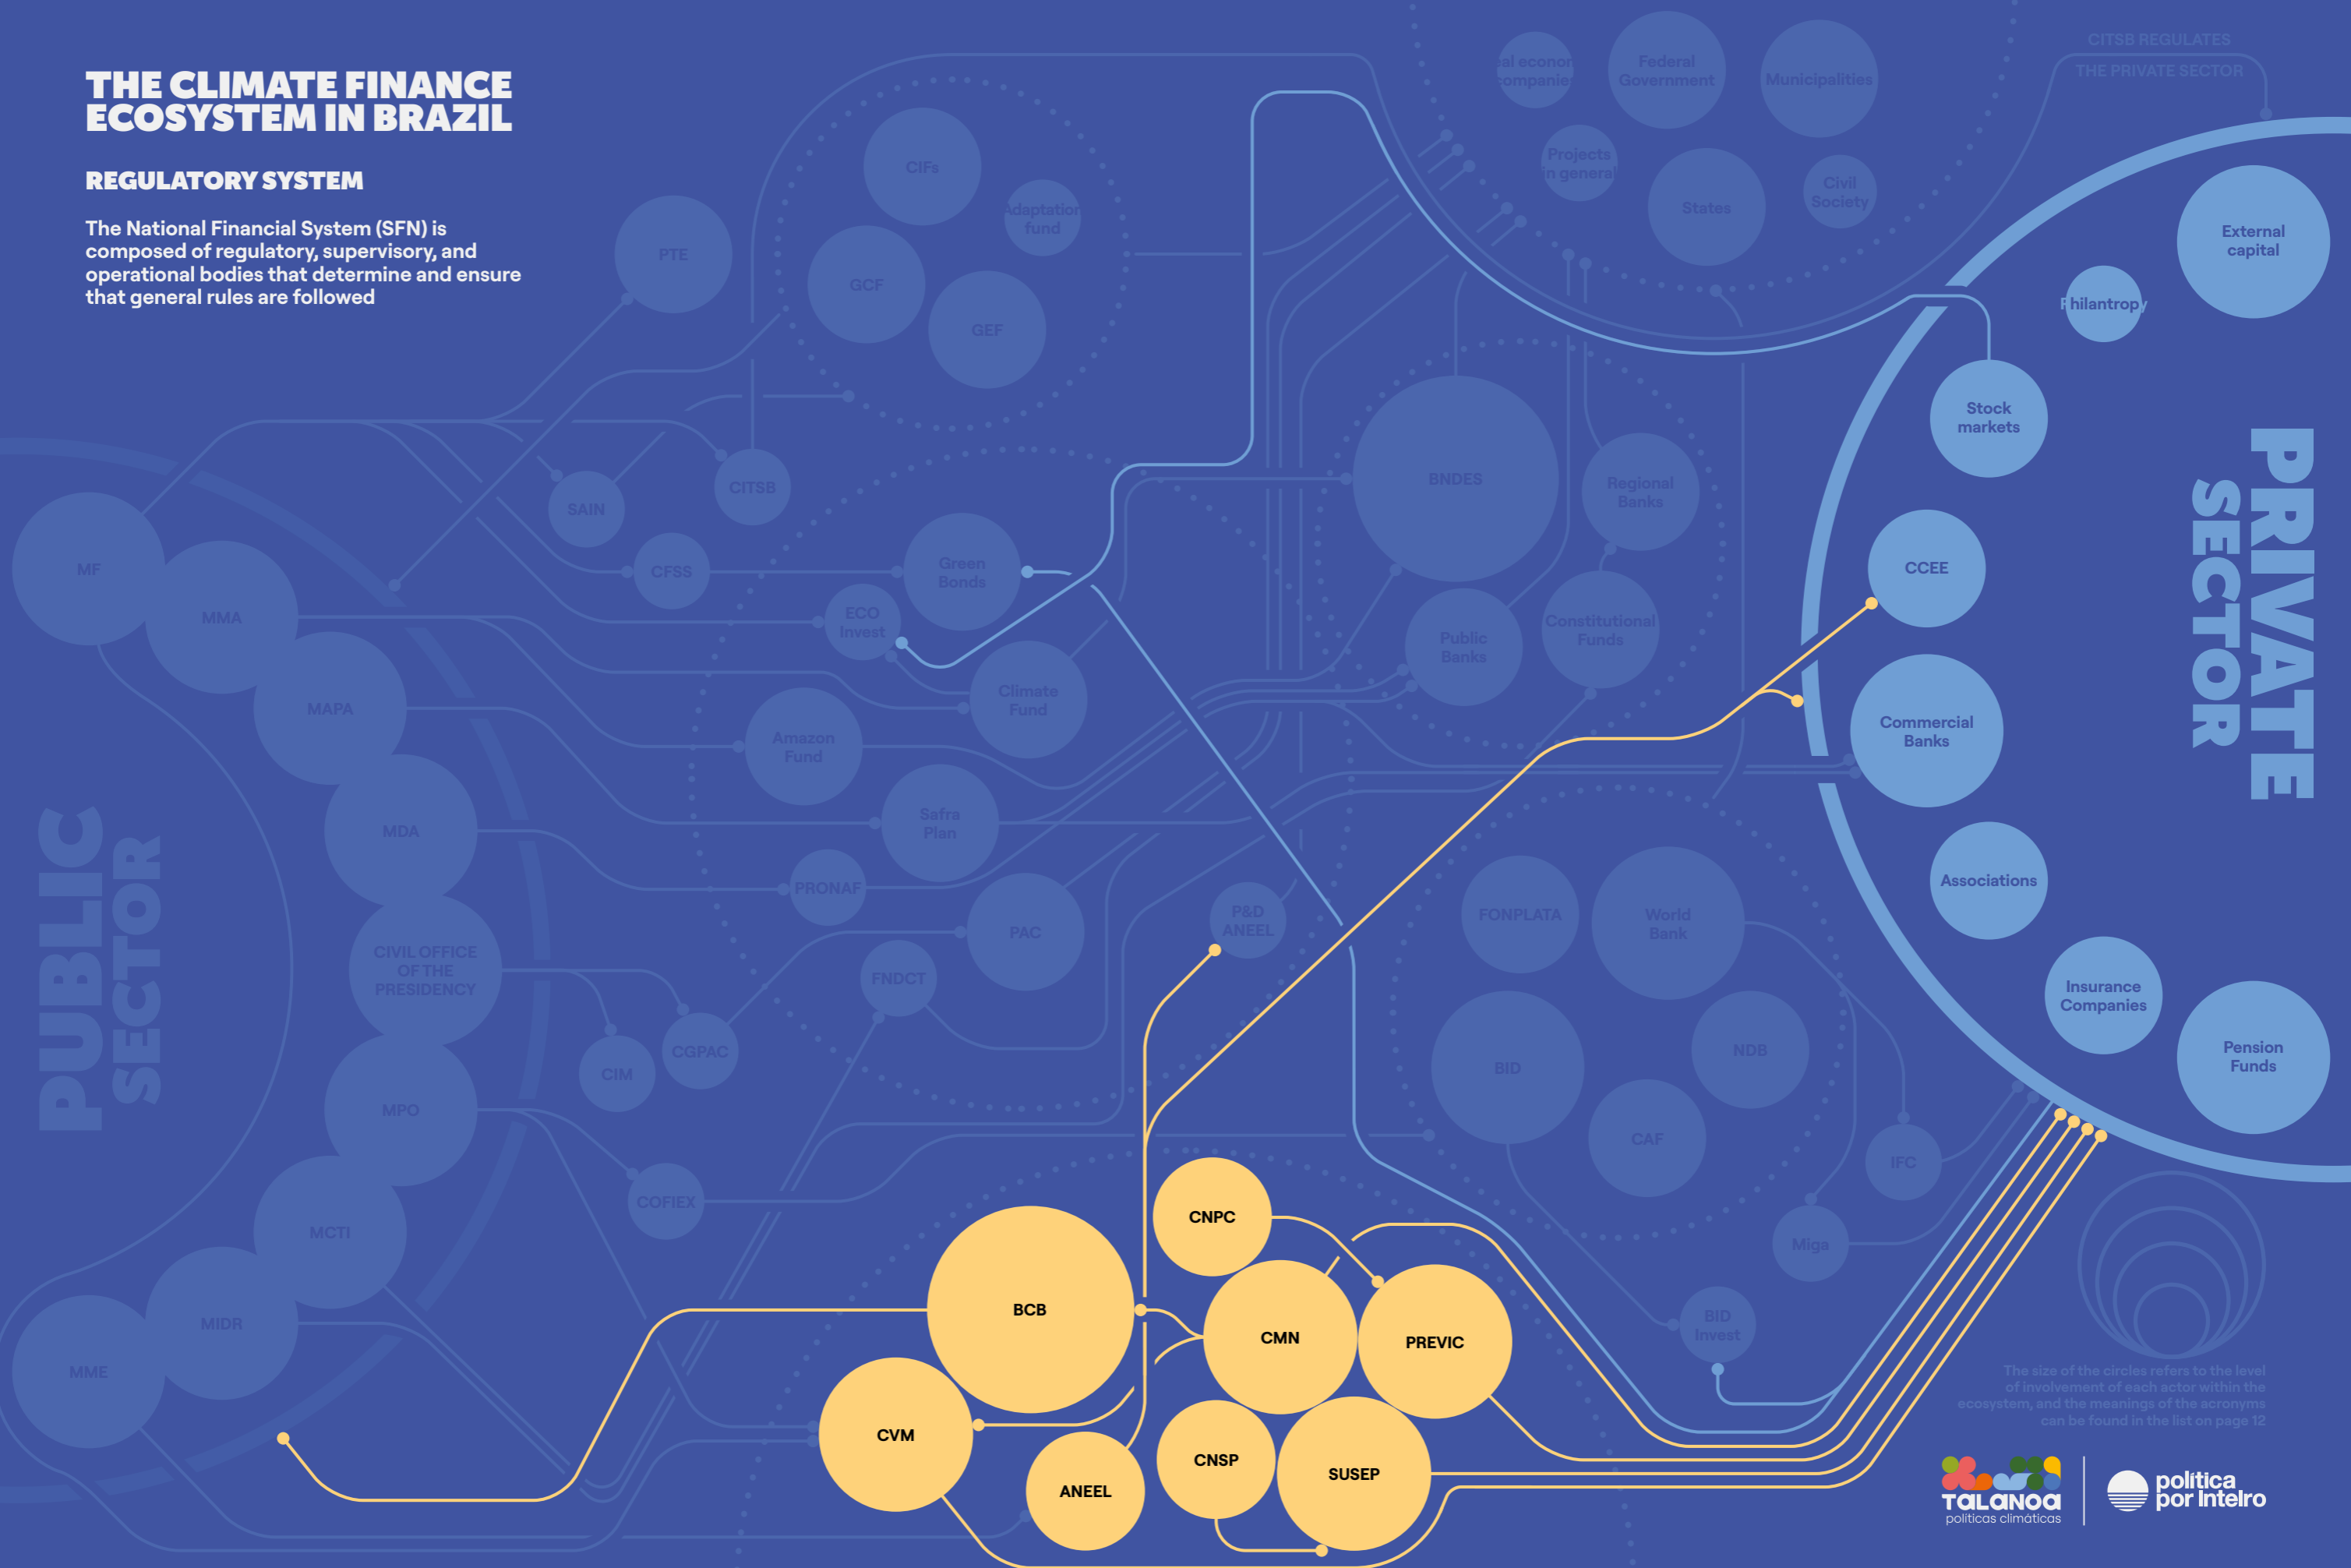 THE CLIMATE FINANCE
ECOSYSTEM IN BRAZIL
REGULATORY SYSTEM
The National Financial System (SFN) is
composed of regulatory, supervisory, and
operational bodies that determine and ensure
that general rules are followed
PTE
CIFs
Adaptation
fund
GCF
GEF
eal econor
companies
Federal
Government
Municipalities
Projects
in general
States
Civil
Society
CITSB REGULATES
THE PRIVATE SECTOR
External
capital
Philantropy
Stock
markets
CCEE
Commercial
Banks
Associations
Insurance
Companies
Pension
Funds
PRIVATE
SECTOR
SAIN
CITSB
CFSS
Green
Bonds
ECO
Invest
Climate
Fund
Amazon
Fund
Safra
Plan
PRONAF
PAC
FNDCT
P&D
ANEEL
BNDES
Regional
Banks
Public
Banks
Constitutional
Funds
MF
MMA
MAPA
MDA
CIVIL OFFICE
OF THE
PRESIDENCY
MPO
MCTI
MIDR
MME
PUBLIC
SECTOR
CIM
CGPAC
COFIEX
FONPLATA
World
Bank
BID
NDB
CAF
IFC
Miga
BID
Invest
CNPC
BCB
CMN
PREVIC
CVM
ANEEL
CNSP
SUSEP
The size of the circles refers to the level
of involvement of each actor within the
ecosystem, and the meanings of the acronyms
can be found in the list on page 12
TALANOA
políticas climáticas
política
por inteiro